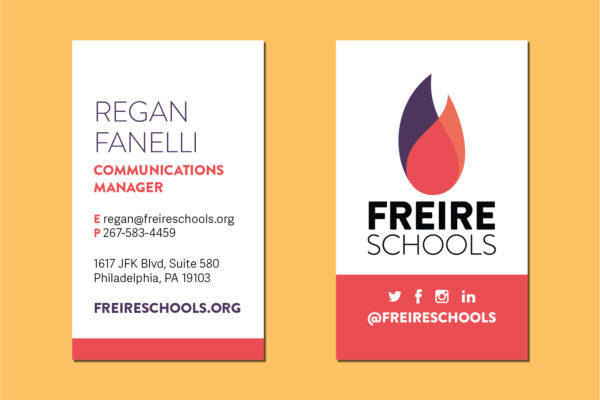 REGAN
FANELLI
COMMUNICATIONS
MANAGER
E regan@freireschools.org
P 267-583-4459
1617 JFK Blvd, Suite 580
Philadelphia, PA 19103
FREIRESCHOOLS.ORG
FREIRE
SCHOOLS
@FREIRESCHOOLS